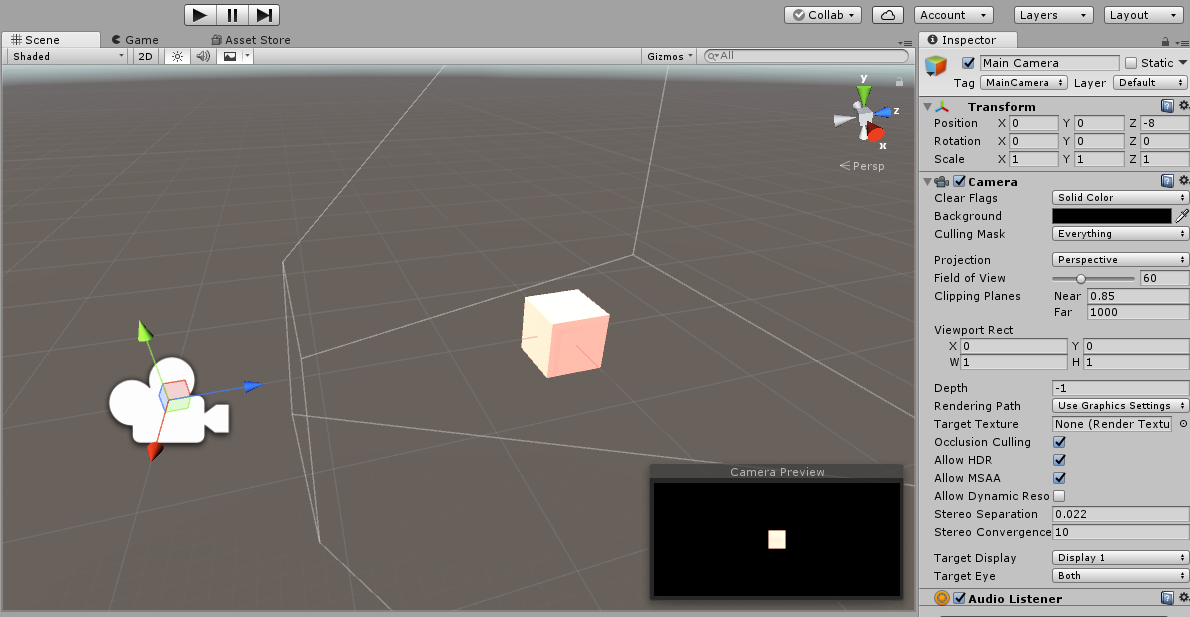 Collab Account Layers Layout
Scene Game Asset Store
Shaded 2D Gizmos All
y
z
x
Persp
Camera Preview
Inspector
Main Camera Static
Tag MainCamera Layer Default
Transform
Position X 0 Y 0 Z -8
Rotation X 0 Y 0 Z 0
Scale X 1 Y 1 Z 1
Camera
Clear Flags Solid Color
Background
Culling Mask Everything
Projection Perspective
Field of View 60
Clipping Planes Near 0.85
Far 1000
Viewport Rect
X 0 Y 0
W 1 H 1
Depth -1
Rendering Path Use Graphics Settings
Target Texture None (Render Textu
Occlusion Culling
Allow HDR
Allow MSAA
Allow Dynamic Reso
Stereo Separation 0.022
Stereo Convergence 10
Target Display Display 1
Target Eye Both
Audio Listener